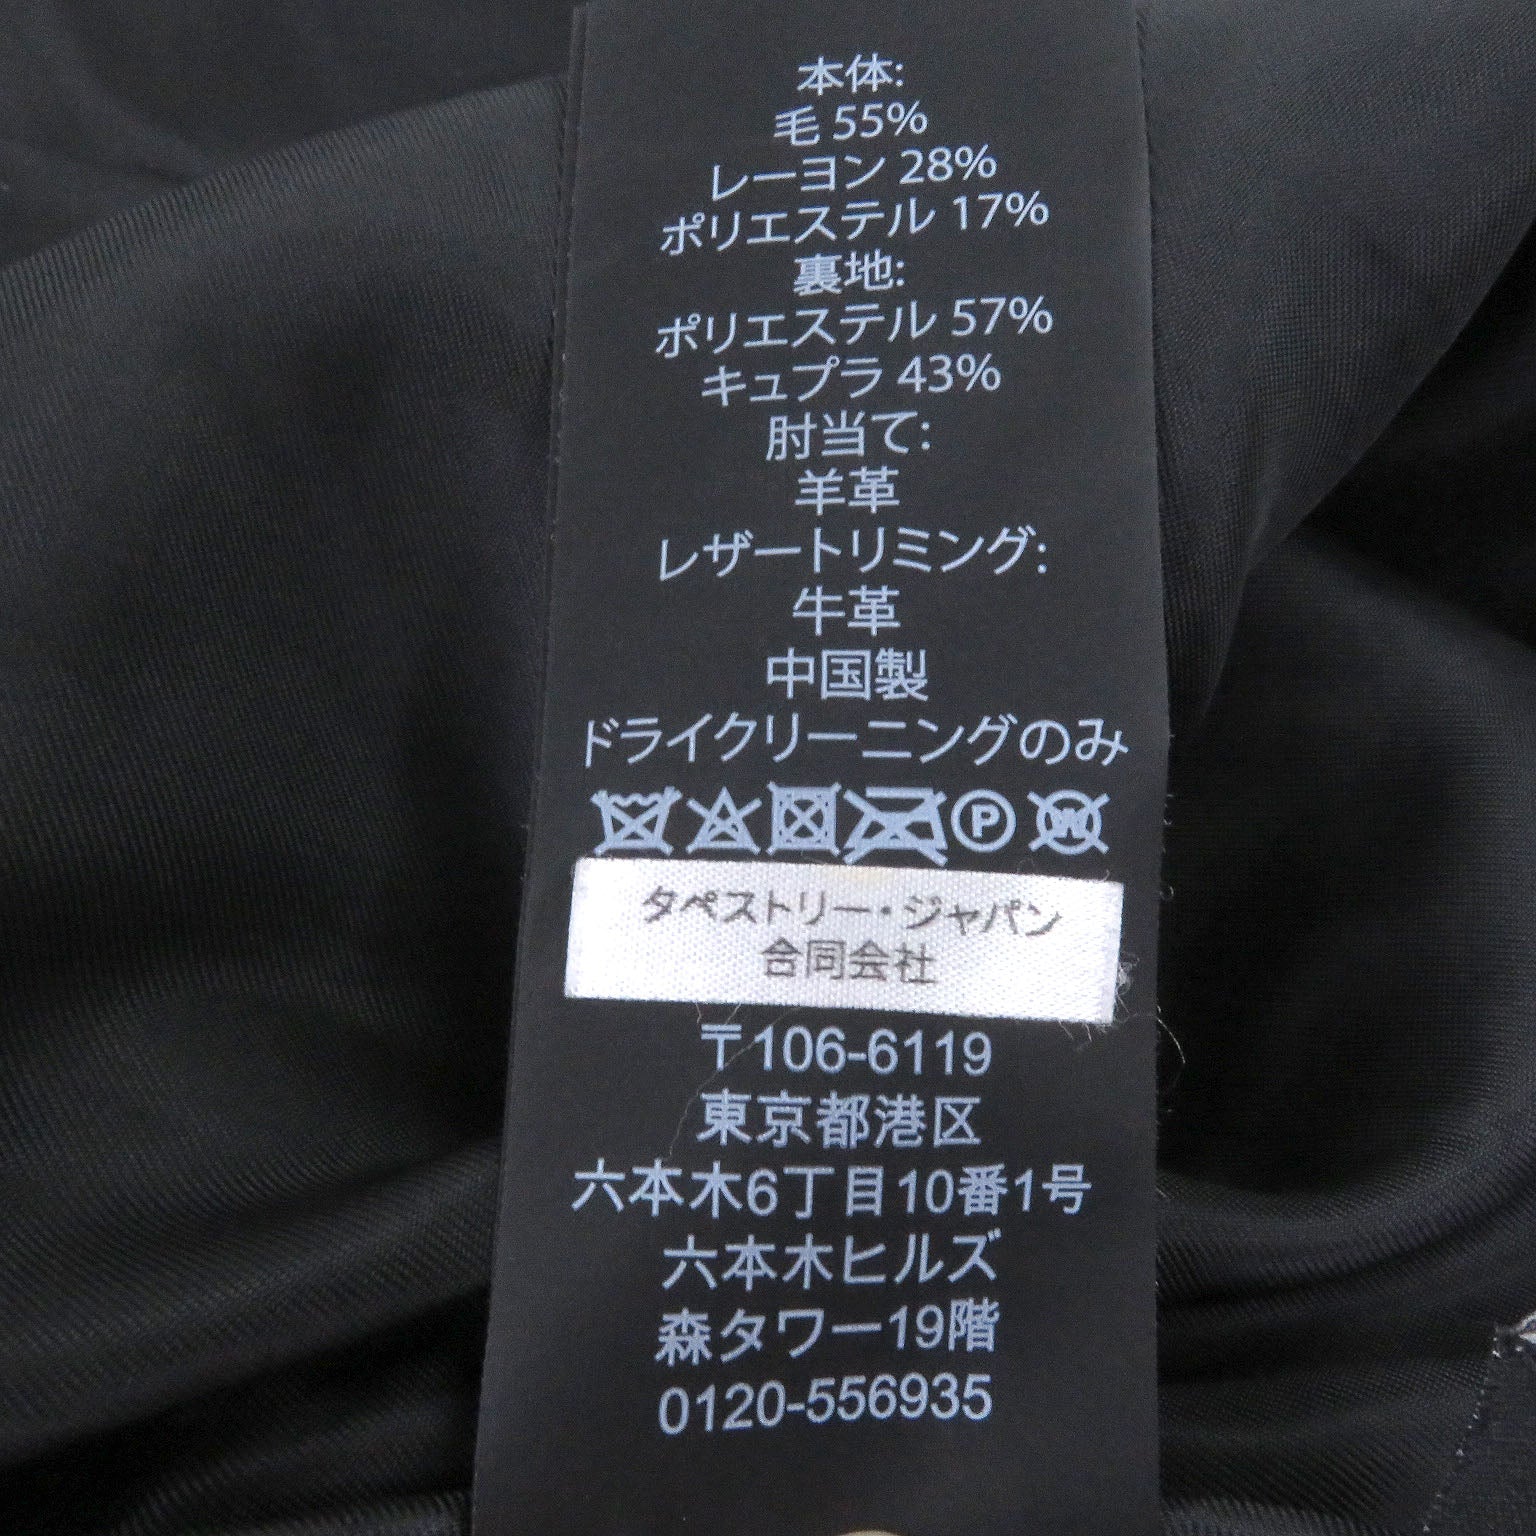 本体:
毛 55%
レーヨン 28%
ポリエステル 17%
裏地:
ポリエステル 57%
キュプラ 43%
肘当て:
羊革
レザートリミング:
牛革
中国製
ドライクリーニングのみ
P W
タペストリー・ジャパン
合同会社
〒106-6119
東京都港区
六本木6丁目10番1号
六本木ヒルズ
森タワー19階
0120-556935